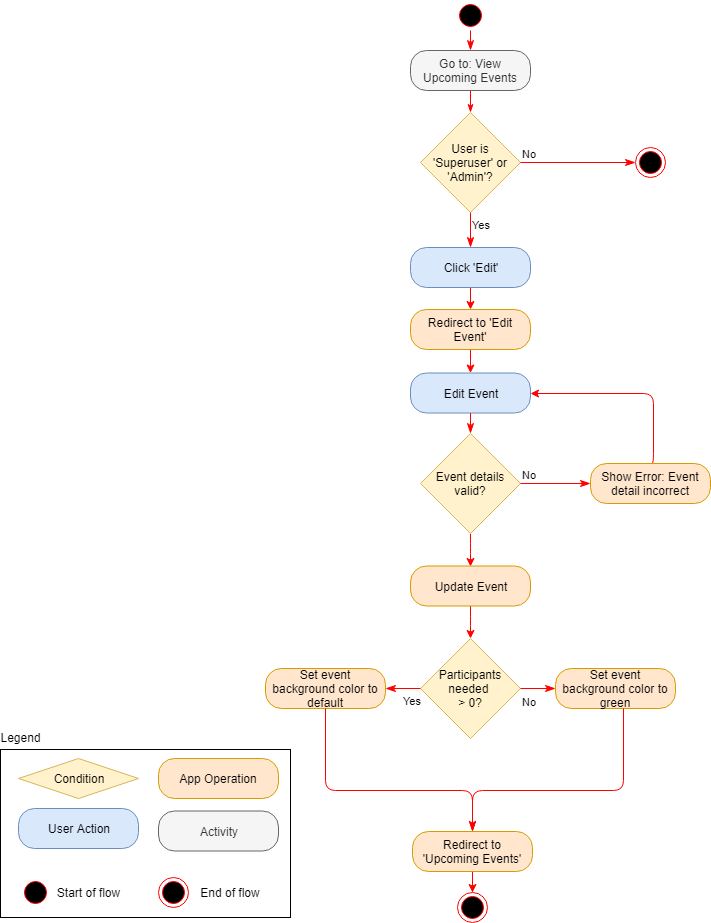 Go to: View
Upcoming Events
User is
'Superuser' or
'Admin'?
No
Yes
Click 'Edit'
Redirect to 'Edit
Event'
Edit Event
Event details
valid?
No
Show Error: Event
detail incorrect
Update Event
Participants
needed
> 0?
Yes
No
Set event
background color to
default
Set event
background color to
green
Redirect to
'Upcoming Events'
Legend
Condition
App Operation
User Action
Activity
Start of flow
End of flow